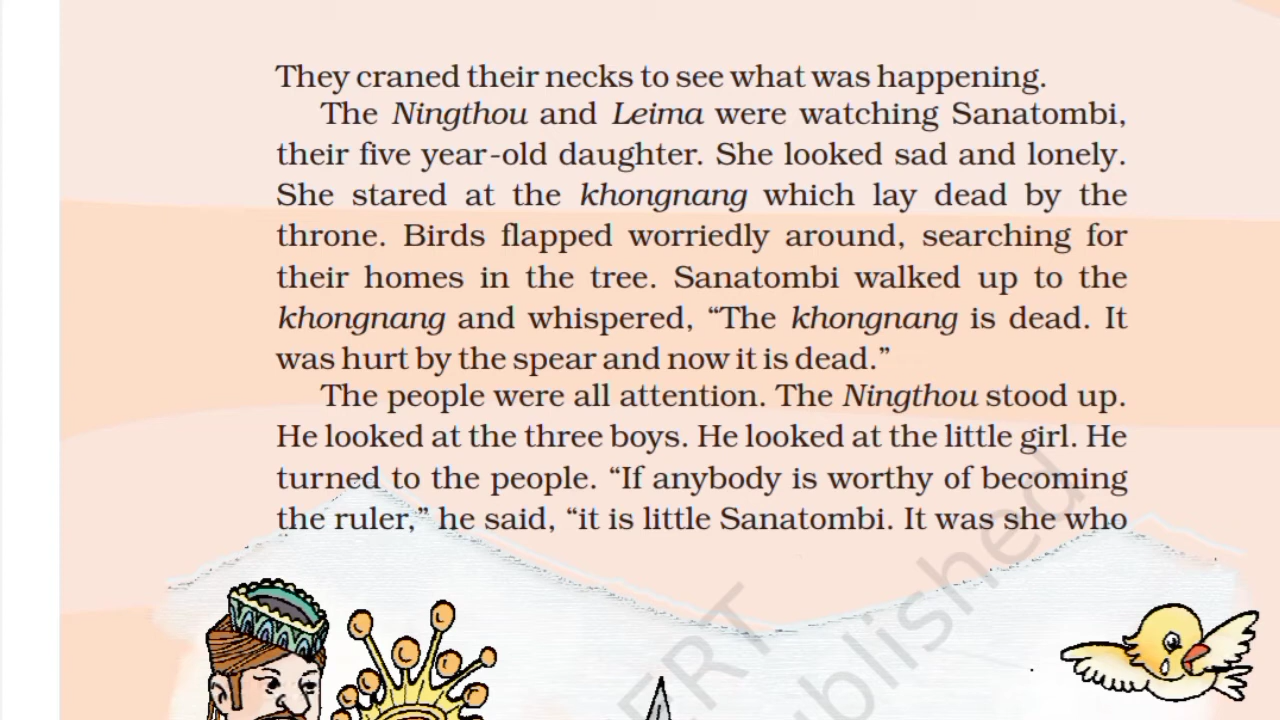 They craned their necks to see what was happening.
The Ningthou and Leima were watching Sanatombi,
their five year-old daughter. She looked sad and lonely.
She stared at the khongnang which lay dead by the
throne. Birds flapped worriedly around, searching for
their homes in the tree. Sanatombi walked up to the
khongnang and whispered, “The khongnang is dead. It
was hurt by the spear and now it is dead.”
The people were all attention. The Ningthou stood up.
He looked at the three boys. He looked at the little girl. He
turned to the people. “If anybody is worthy of becoming
the ruler,” he said, “it is little Sanatombi. It was she who